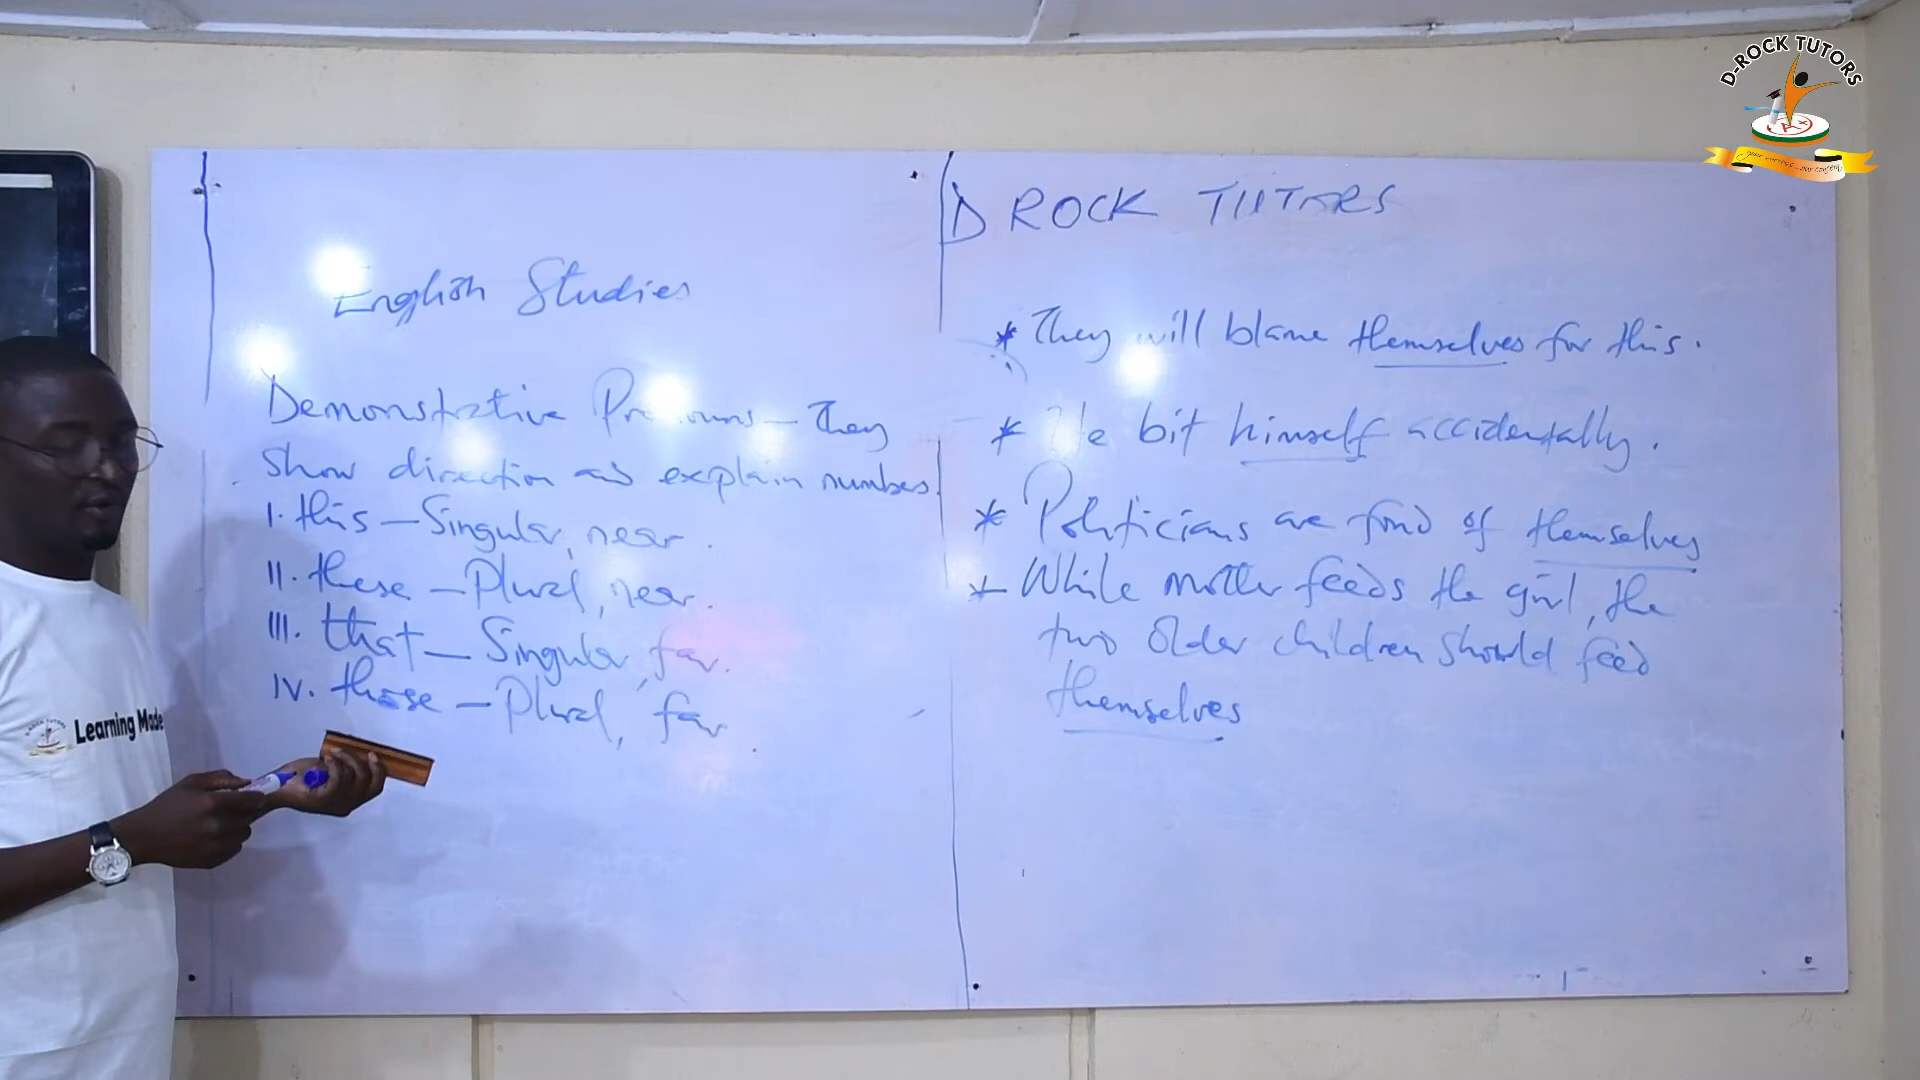 D-ROCK TUTORS
A+
D ROCK TUTORS
English Studies
Demonstrative Pronouns - They
show direction and explain numbers.
I. this - Singular, near.
II. these - Plural, near.
III. that - Singular, far.
IV. those - Plural, far.
* They will blame themselves for this.
* He bit himself accidentally.
* Politicians are fond of themselves
* While mother feeds the girl, the
two older children should feed
themselves
Learning Made